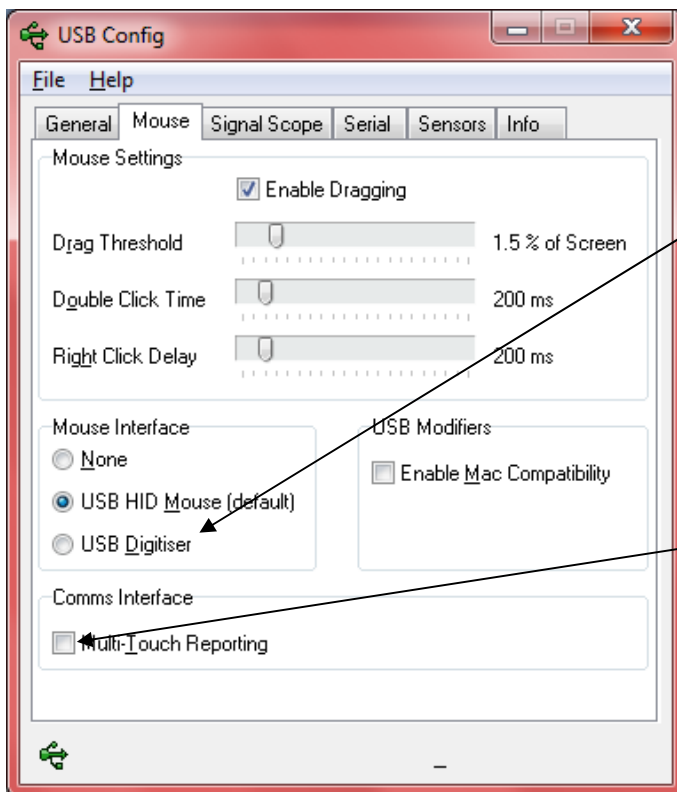 USB Config
File Help
General Mouse Signal Scope Serial Sensors Info
Mouse Settings
Enable Dragging
Drag Threshold 1.5 % of Screen
Double Click Time 200 ms
Right Click Delay 200 ms
Mouse Interface
None
USB HID Mouse (default)
USB Digitiser
USB Modifiers
Enable Mac Compatibility
Comms Interface
Multi-Touch Reporting